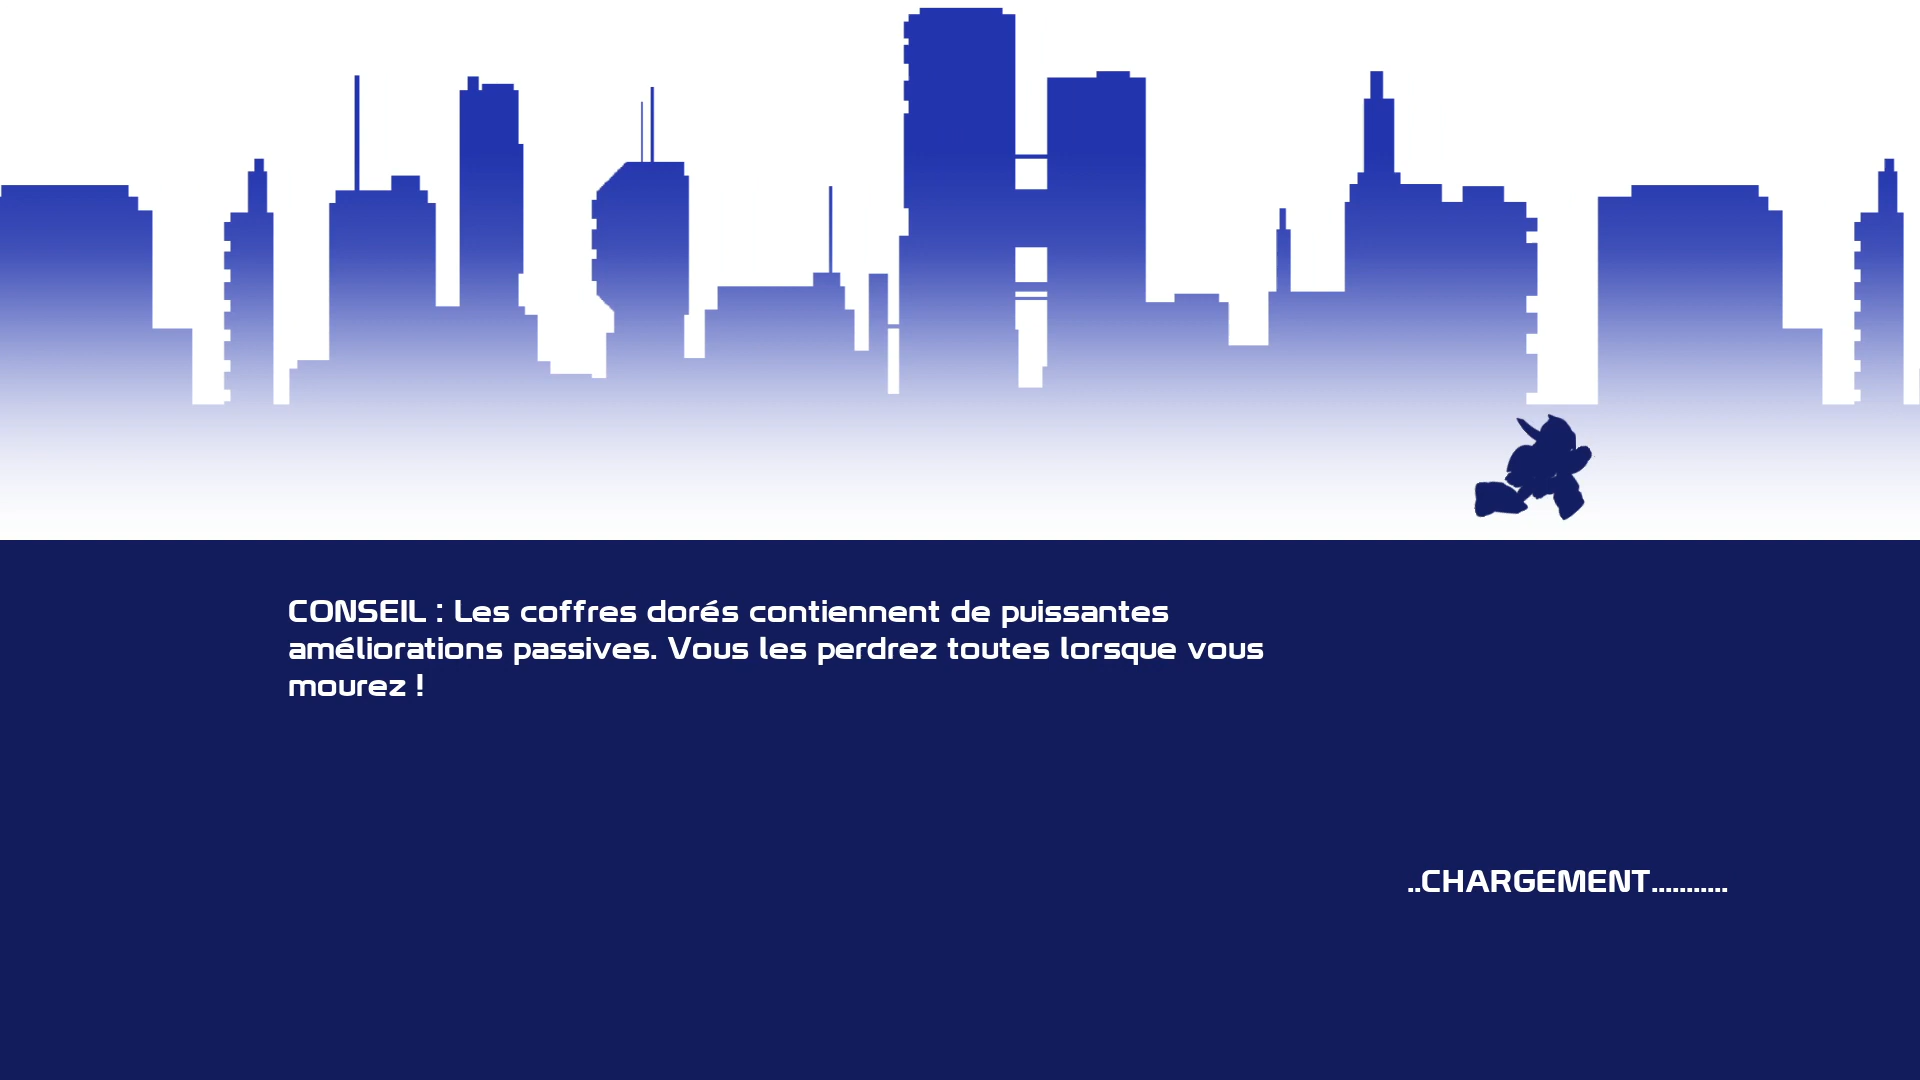 CONSEIL : Les coffres dorés contiennent de puissantes
améliorations passives. Vous les perdrez toutes lorsque vous
mourez !
..CHARGEMENT...........